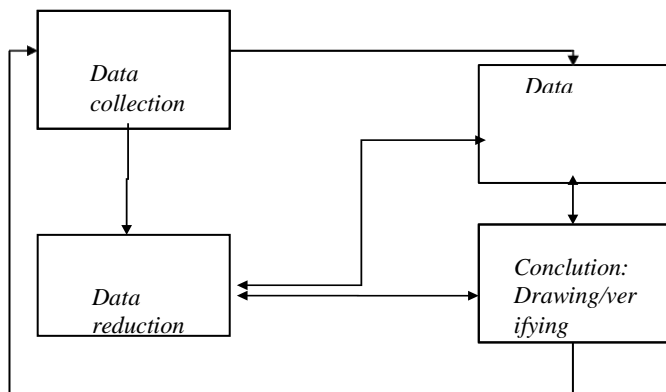 Data
collection
Data
Data
reduction
Conclution:
Drawing/ver
ifying